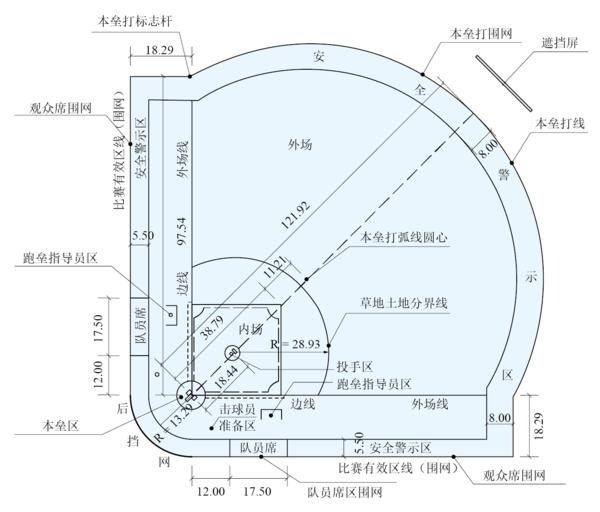 本垒打标志杆
18.29
安
本垒打围网
遮挡屏
全
观众席围网
比赛有效区线（围网）
安全警示区
外场线
外场
本垒打线
8.00
警
121.92
97.54
5.50
本垒打弧线圆心
11.21
跑垒指导员区
边线
示
草地土地分界线
17.50
队员席
38.79
内场
R = 28.93
投手区
18.44
跑垒指导员区
12.00
区
后
挡
网
本垒区
R = 13.29
击球员
准备区
边线
外场线
8.00
18.29
队员席
5.50
安全警示区
比赛有效区线（围网）
观众席围网
12.00
17.50
队员席区围网